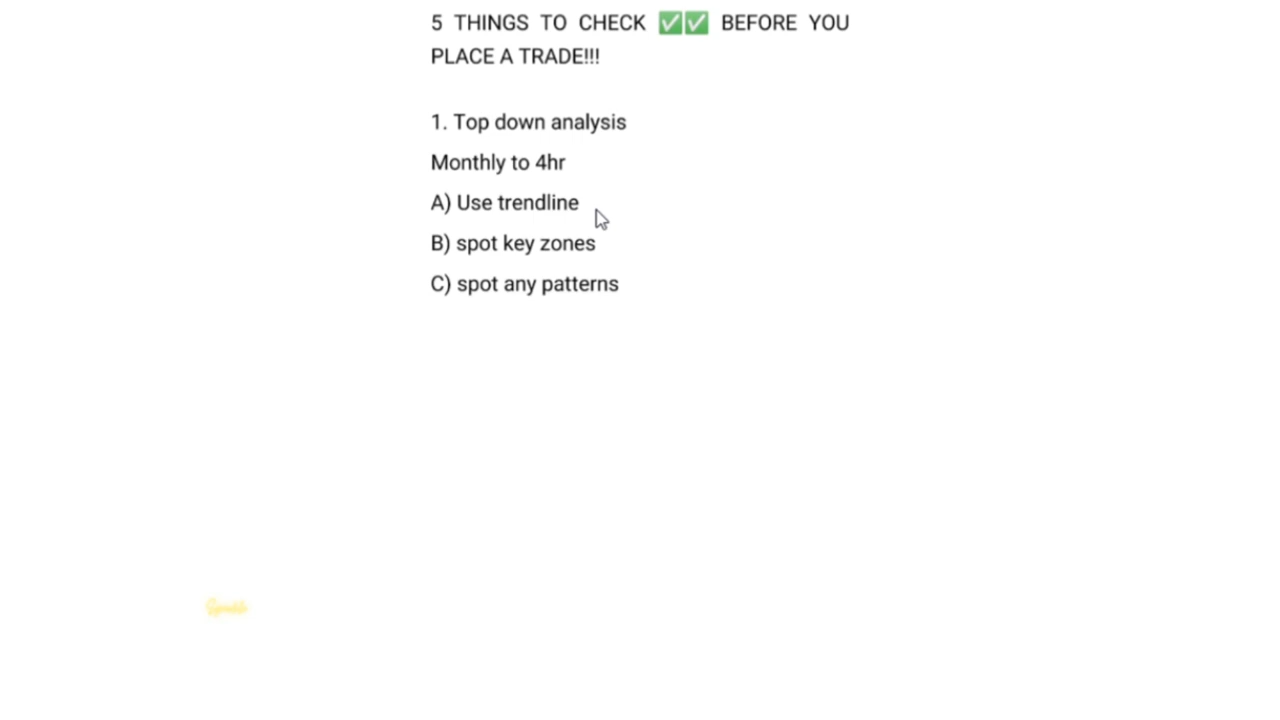 5 THINGS TO CHECK ✅✅ BEFORE YOU
PLACE A TRADE!!!
1. Top down analysis
Monthly to 4hr
A) Use trendline
B) spot key zones
C) spot any patterns